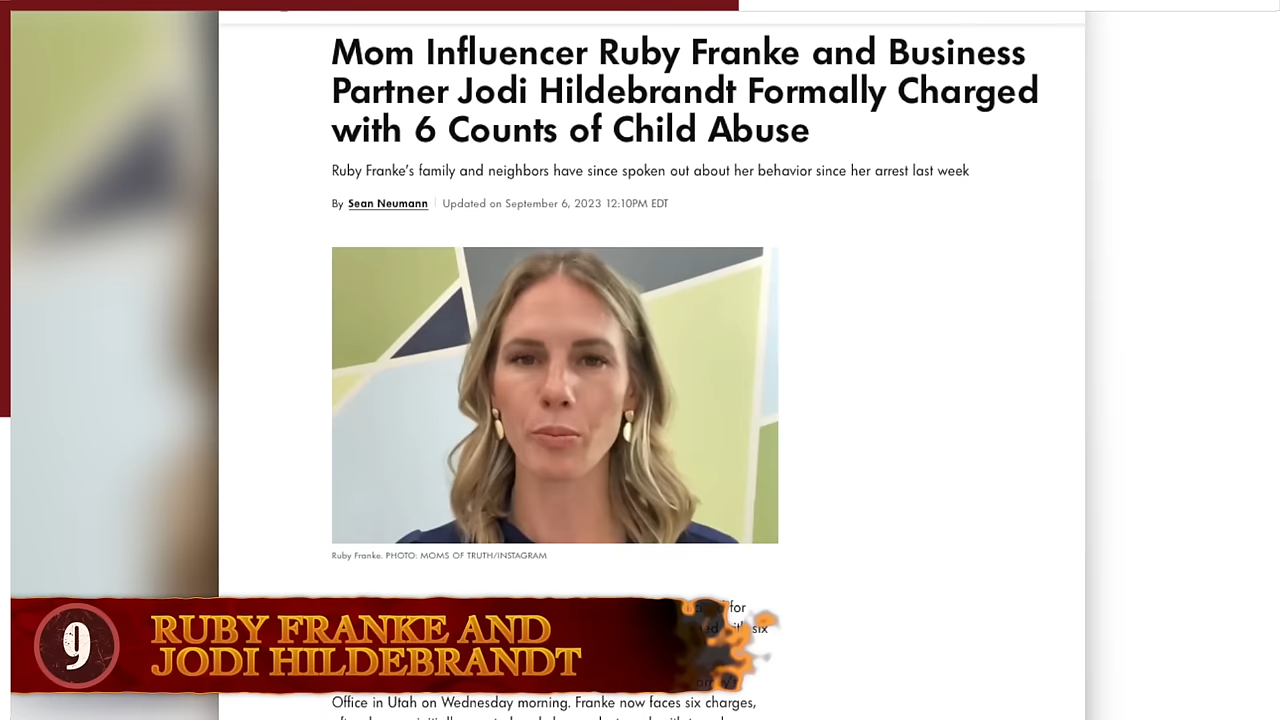 Mom Influencer Ruby Franke and Business
Partner Jodi Hildebrandt Formally Charged
with 6 Counts of Child Abuse
Ruby Franke's family and neighbors have since spoken out about her behavior since her arrest last week
By Sean Neumann Updated on September 6, 2023 12:10PM EDT
Ruby Franke. PHOTO: MOMS OF TRUTH/INSTAGRAM
for
six
9 RUBY FRANKE AND
JODI HILDEBRANDT
Office in Utah on Wednesday morning. Franke now faces six charges,